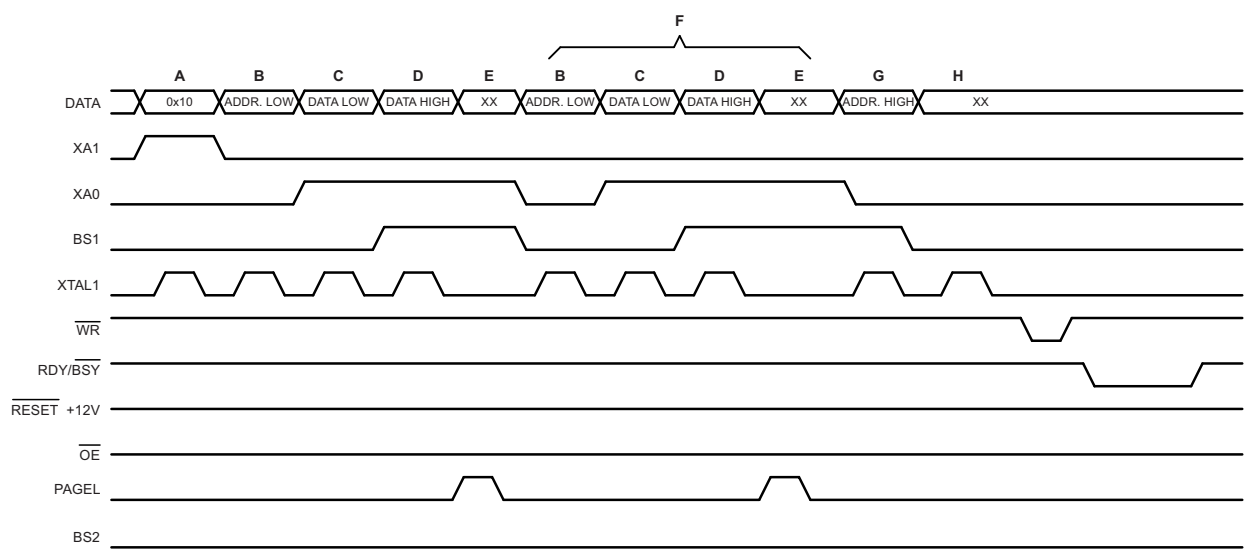 F
A B C D E B C D E G H
DATA 0x10 ADDR. LOW DATA LOW DATA HIGH XX ADDR. LOW DATA LOW DATA HIGH XX ADDR. HIGH XX
XA1
XA0
BS1
XTAL1
WR
RDY/BSY
RESET +12V
OE
PAGEL
BS2